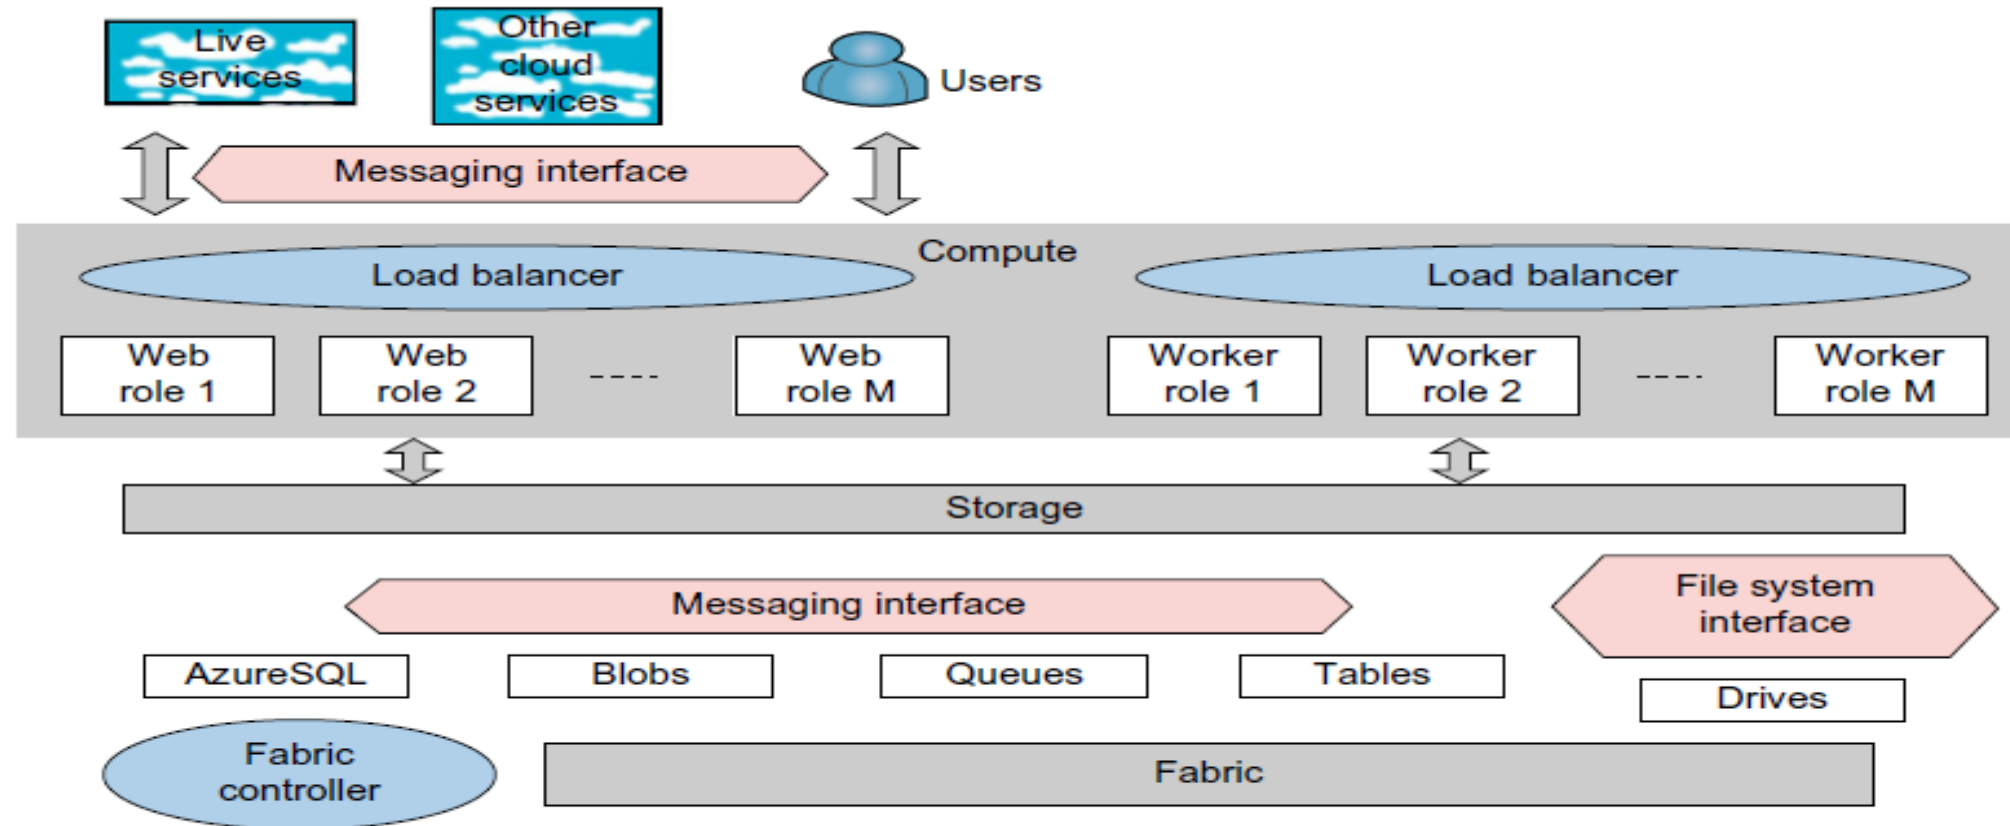 Live
services
Other
cloud
services
Users
Messaging interface
Compute
Load balancer
Load balancer
Web
role 1
Web
role 2
Web
role M
Worker
role 1
Worker
role 2
Worker
role M
Storage
Messaging interface
File system
interface
AzureSQL
Blobs
Queues
Tables
Drives
Fabric
controller
Fabric